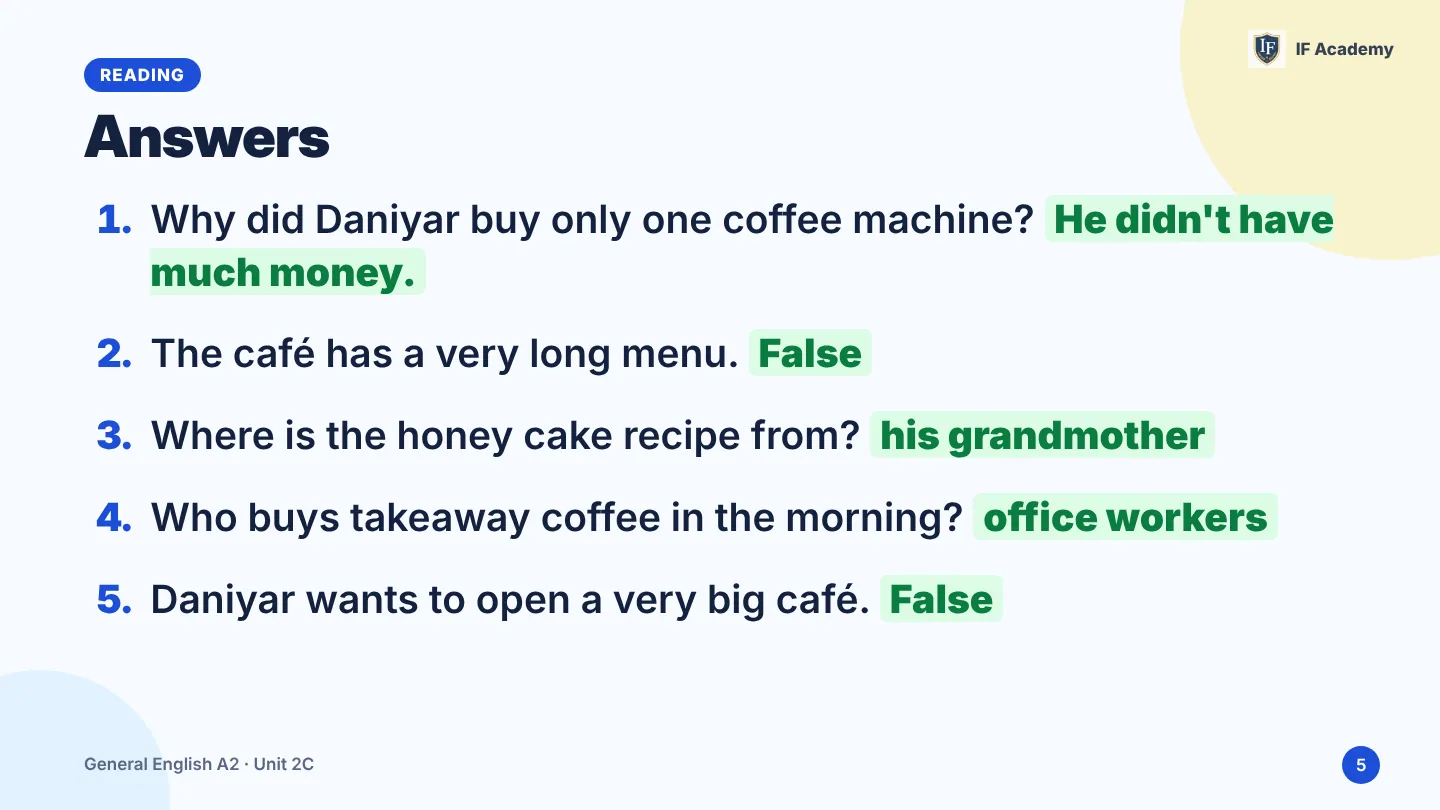 IF IF Academy
READING
Answers
1. Why did Daniyar buy only one coffee machine? He didn't have
much money.
2. The café has a very long menu. False
3. Where is the honey cake recipe from? his grandmother
4. Who buys takeaway coffee in the morning? office workers
5. Daniyar wants to open a very big café. False
General English A2 · Unit 2C
5